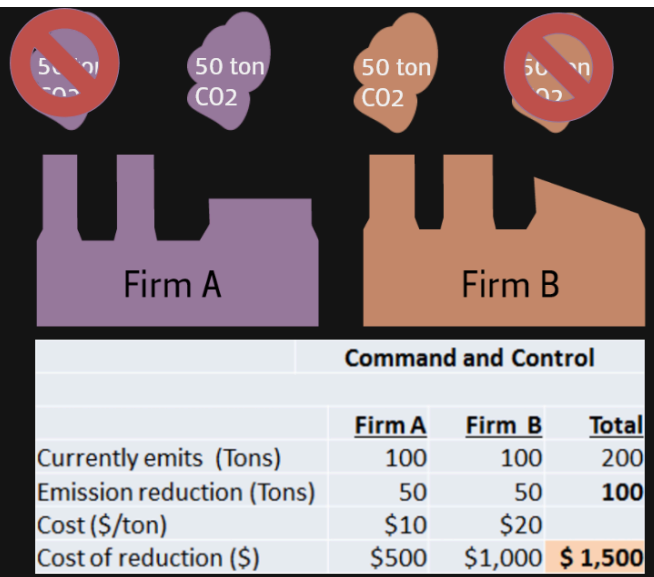 50 ton
50 ton
CO2
50 ton
CO2
Firm A
Firm B
Command and Control
Firm A Firm B Total
Currently emits (Tons) 100 100 200
Emission reduction (Tons) 50 50 100
Cost ($/ton) $10 $20
Cost of reduction ($) $500 $1,000 $ 1,500